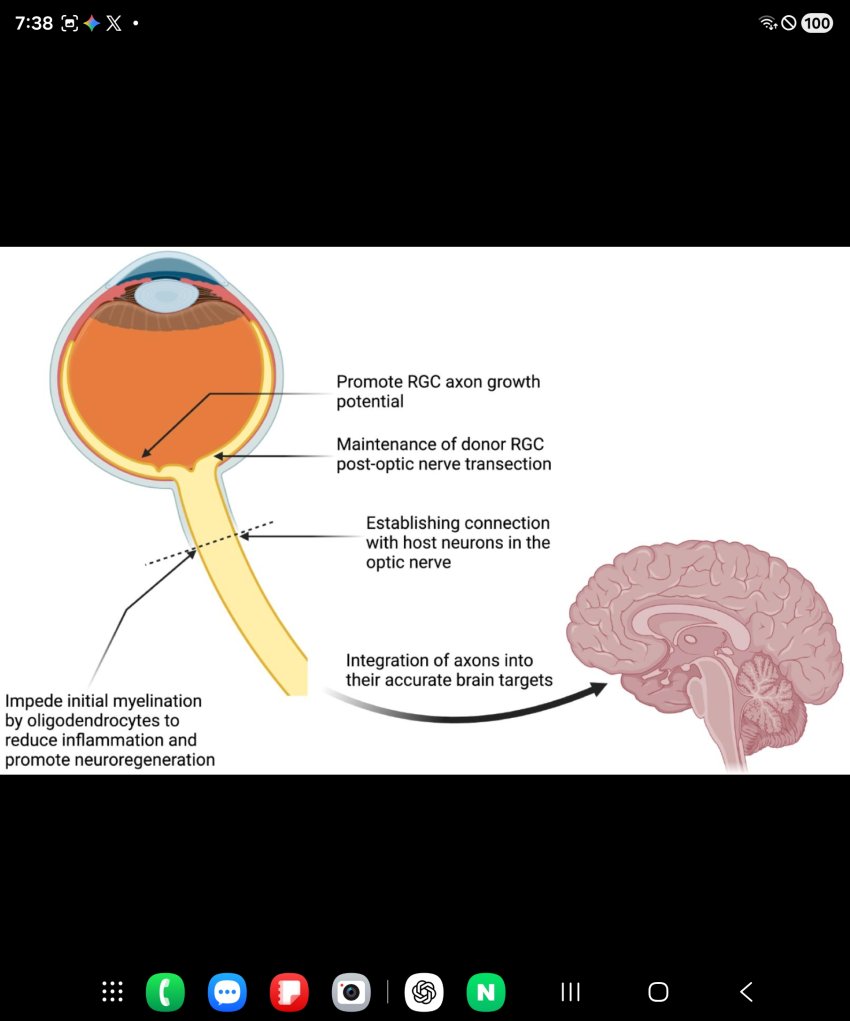 7:38
100
Promote RGC axon growth
potential
Maintenance of donor RGC
post-optic nerve transection
Establishing connection
with host neurons in the
optic nerve
Integration of axons into
their accurate brain targets
Impede initial myelination
by oligodendrocytes to
reduce inflammation and
promote neuroregeneration
N